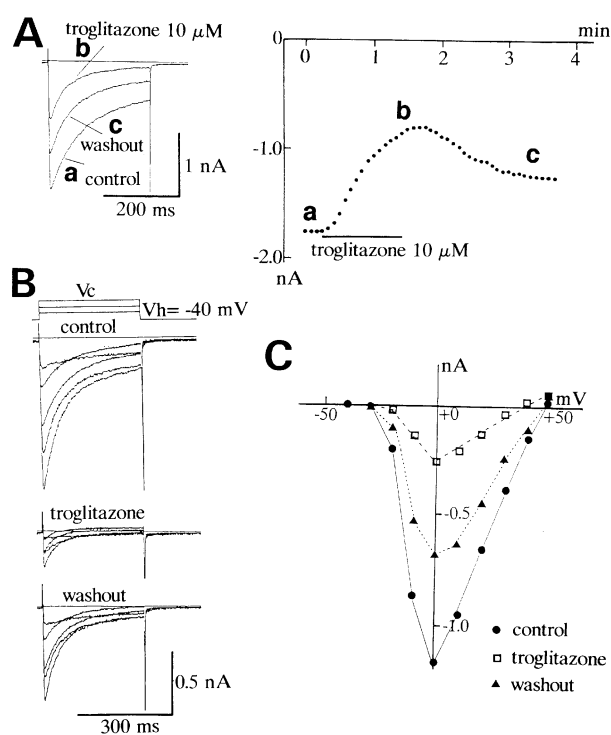 A
troglitazone 10 µM
b
c
washout
a control
1 nA
200 ms
0
min
0 1 2 3 4
b
-1.0
c
a
troglitazone 10 µM
-2.0
nA
B
Vc
Vh= -40 mV
control
troglitazone
washout
0.5 nA
300 ms
C
nA
mV
-50 +0 +50
-0.5
-1.0
control
troglitazone
washout